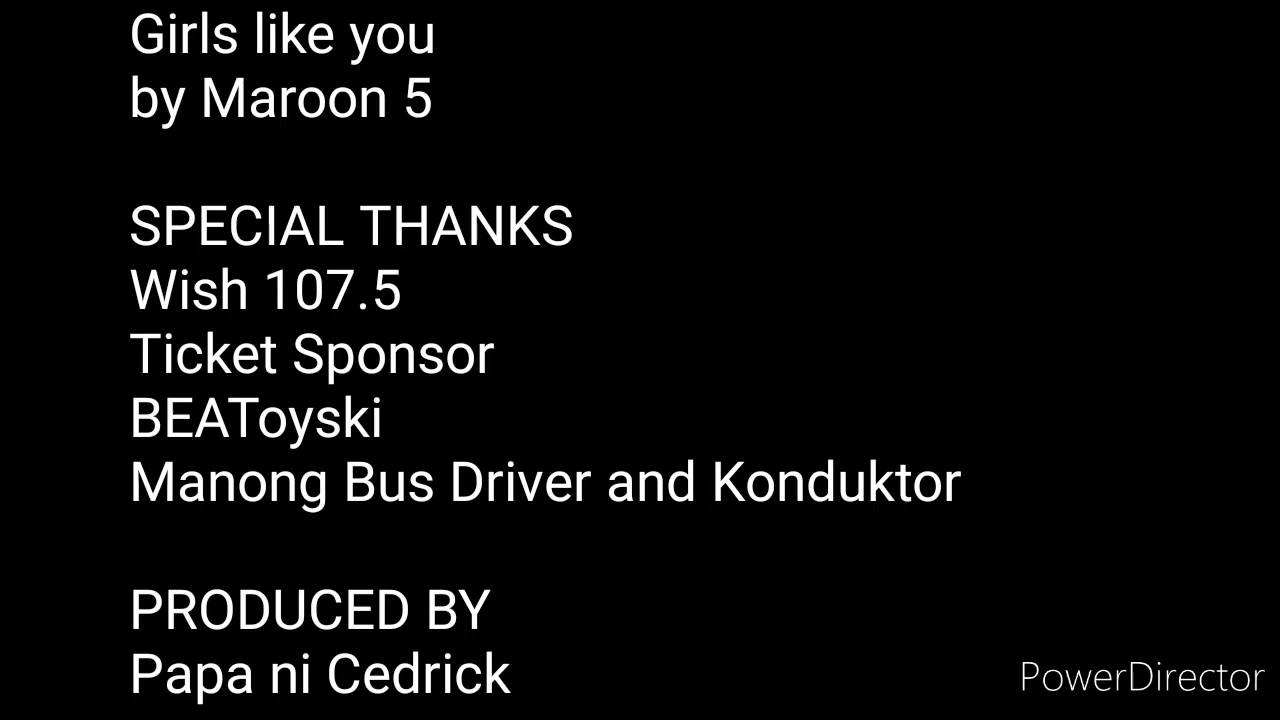 Girls like you
by Maroon 5
SPECIAL THANKS
Wish 107.5
Ticket Sponsor
BEAToyski
Manong Bus Driver and Konduktor
PRODUCED BY
Papa ni Cedrick
PowerDirector